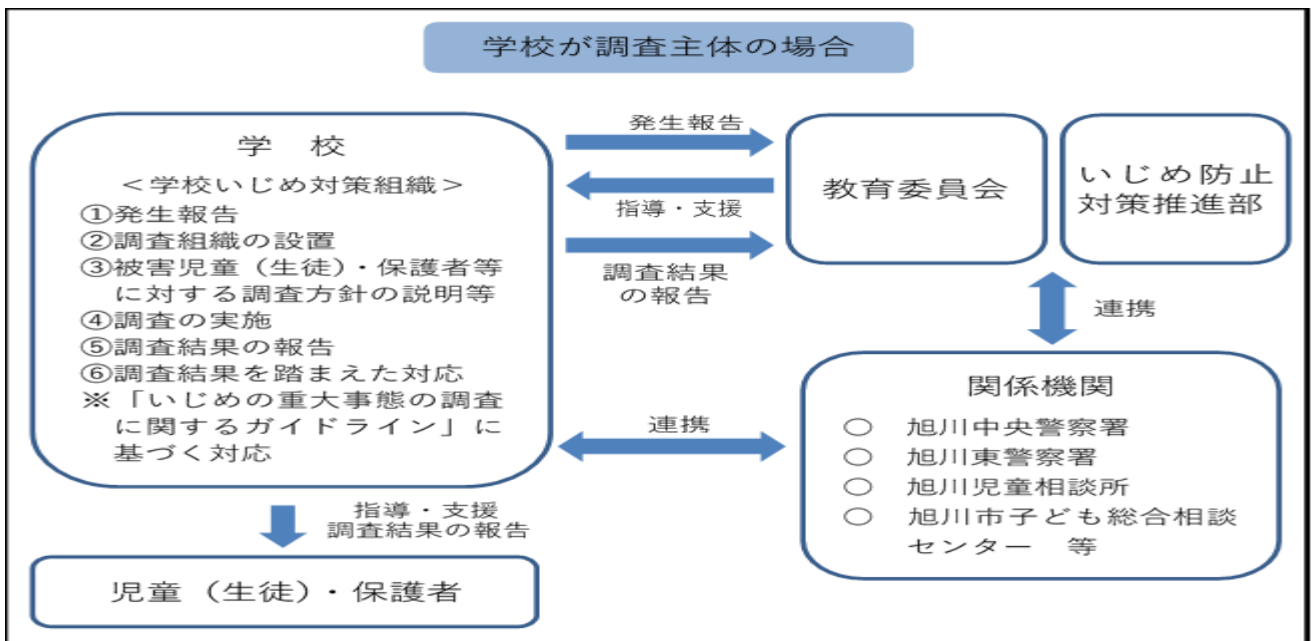 学校が調査主体の場合
学　校
＜学校いじめ対策組織＞
①発生報告
②調査組織の設置
③被害児童（生徒）・保護者等
に対する調査方針の説明等
④調査の実施
⑤調査結果の報告
⑥調査結果を踏まえた対応
※「いじめの重大事態の調査
に関するガイドライン」に
基づく対応
発生報告
指導・支援
調査結果
の報告
教育委員会
いじめ防止
対策推進部
連携
連携
関係機関
○　旭川中央警察署
○　旭川東警察署
○　旭川児童相談所
○　旭川市子ども総合相談
センター　等
指導・支援
調査結果の報告
児童（生徒）・保護者